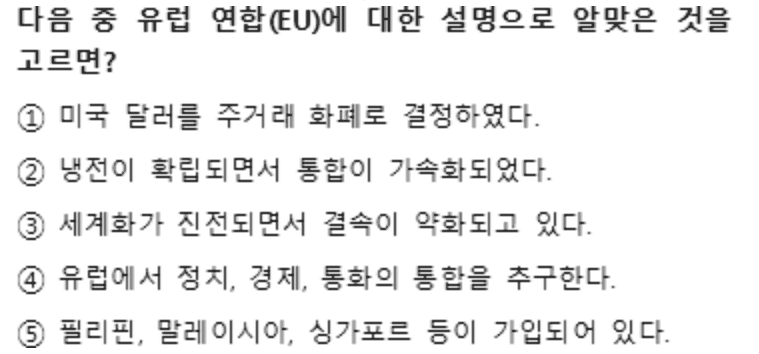 다음 중 유럽 연합(EU)에 대한 설명으로 알맞은 것을
고르면?
① 미국 달러를 주거래 화폐로 결정하였다.
② 냉전이 확립되면서 통합이 가속화되었다.
③ 세계화가 진전되면서 결속이 약화되고 있다.
④ 유럽에서 정치, 경제, 통화의 통합을 추구한다.
⑤ 필리핀, 말레이시아, 싱가포르 등이 가입되어 있다.